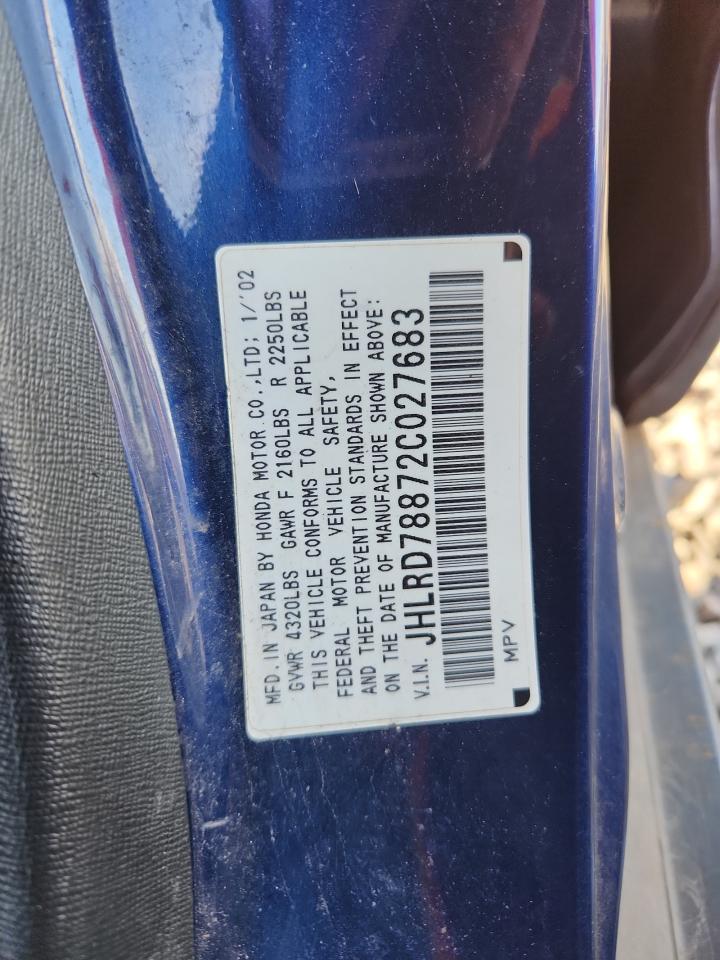 MFD. IN JAPAN BY HONDA MOTOR CO.,LTD; 1/'02
GVWR 4320LBS GAWR F 2160LBS R 2250LBS
THIS VEHICLE CONFORMS TO ALL APPLICABLE
FEDERAL MOTOR VEHICLE SAFETY,
AND THEFT PREVENTION STANDARDS IN EFFECT
ON THE DATE OF MANUFACTURE SHOWN ABOVE:
V.I.N. JHLRD78872C027683
MPV